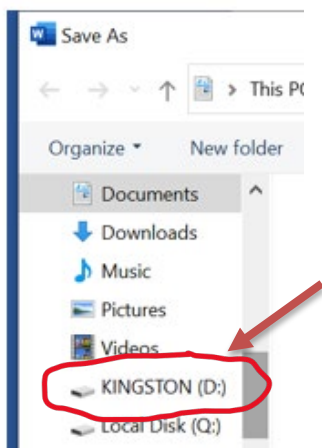 Save As
This PC
Organize New folder
Documents
Downloads
Music
Pictures
Videos
KINGSTON (D:)
Local Disk (Q:)